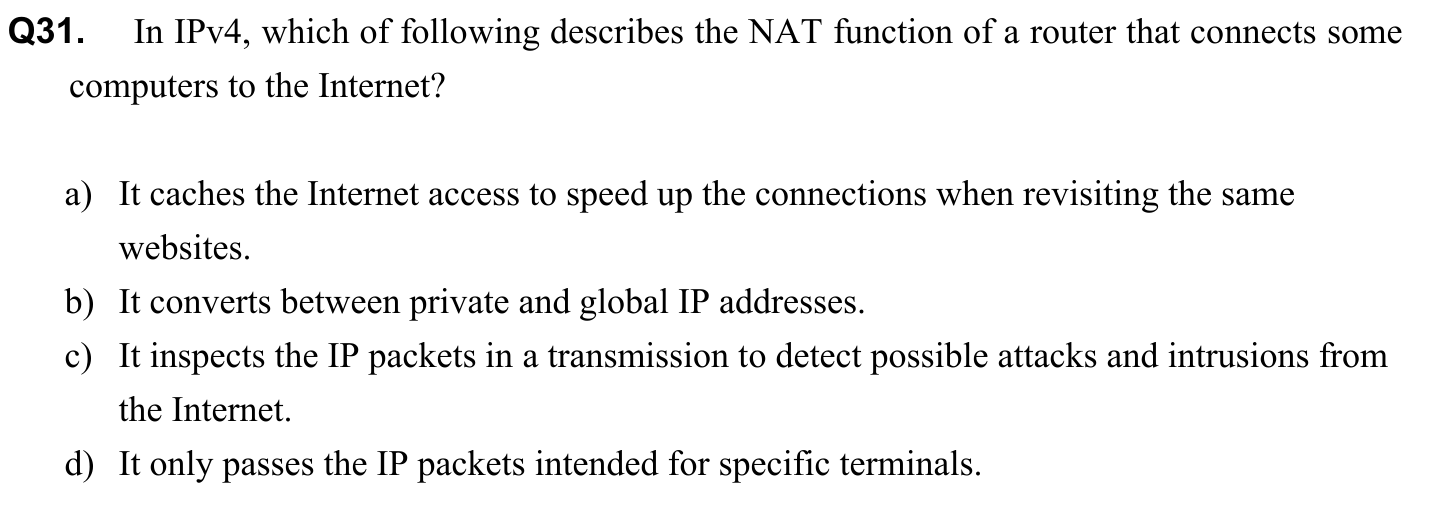 Q31. In IPv4, which of following describes the NAT function of a router that connects some
computers to the Internet?
a) It caches the Internet access to speed up the connections when revisiting the same
websites.
b) It converts between private and global IP addresses.
c) It inspects the IP packets in a transmission to detect possible attacks and intrusions from
the Internet.
d) It only passes the IP packets intended for specific terminals.